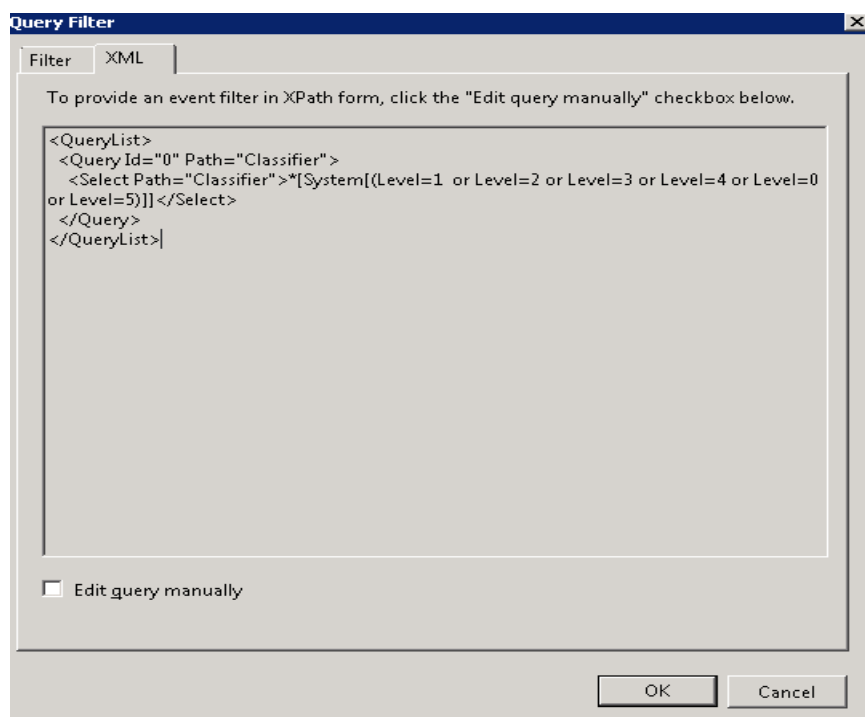 Query Filter
Filter
XML
To provide an event filter in XPath form, click the "Edit query manually" checkbox below.
<QueryList>
<Query Id="0" Path="Classifier">
<Select Path="Classifier">*[System[(Level=1  or Level=2 or Level=3 or Level=4 or Level=0
or Level=5)]]</Select>
</Query>
</QueryList>
Edit query manually
OK
Cancel